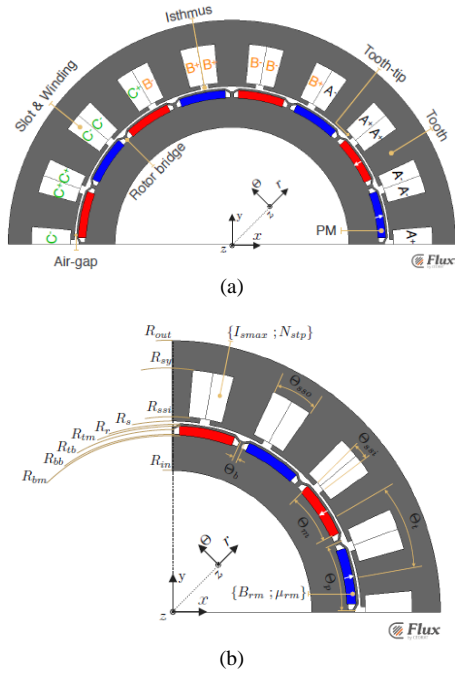 Isthmus
Slot & Winding
Tooth-tip
Tooth
B+ B+
B- B-
C+ B-
B+ A-
C- C-
A+ A+
C+ C+
A- A-
Rotor bridge
C-
A+
Θ r
z
y
x
z
PM
Air-gap
Flux
(a)
R_out
{I_smax ; N_stp}
R_sy
Θ_sso
R_ssi
R_s
R_r
R_tm
R_tb
R_bb
R_bm
R_in
Θ_ssi
Θ_b
Θ_m
Θ_t
Θ_p
Θ r
z
y
x
z
{B_rm ; μ_rm}
Flux
(b)